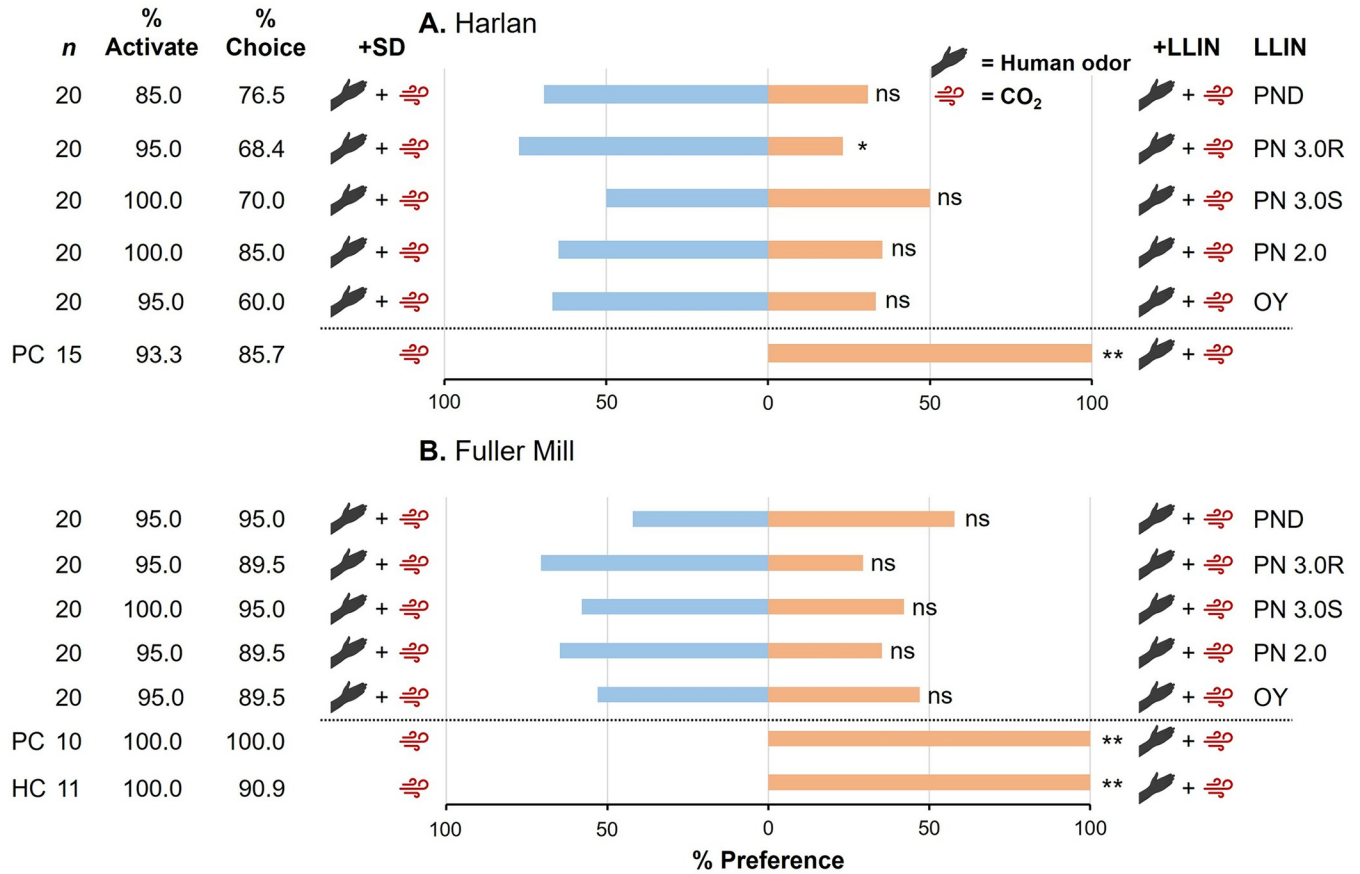 A. Harlan
n % Activate % Choice +SD +LLIN LLIN
= Human odor
= CO₂
20 85.0 76.5 + ns + PND
20 95.0 68.4 + * + PN 3.0R
20 100.0 70.0 + ns + PN 3.0S
20 100.0 85.0 + ns + PN 2.0
20 95.0 60.0 + ns + OY
PC 15 93.3 85.7 ** +
100 50 0 50 100
B. Fuller Mill
20 95.0 95.0 + ns + PND
20 95.0 89.5 + ns + PN 3.0R
20 100.0 95.0 + ns + PN 3.0S
20 95.0 89.5 + ns + PN 2.0
20 95.0 89.5 + ns + OY
PC 10 100.0 100.0 ** +
HC 11 100.0 90.9 ** +
100 50 0 50 100
% Preference